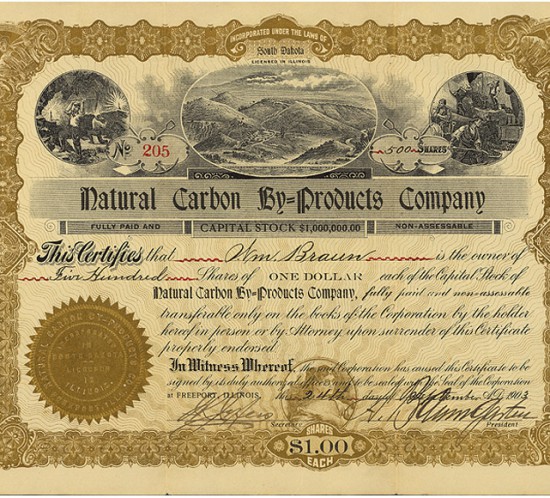 INCORPORATED UNDER THE LAWS OF
South Dakota
LICENSED IN ILLINOIS
No 205
500 SHARES
Natural Carbon By=Products Company
FULLY PAID AND
CAPITAL STOCK $1,000,000.00
NON-ASSESSABLE
This Certifies that Wm. Braun is the owner of
Five Hundred Shares of ONE DOLLAR each of the Capital Stock of
Natural Carbon By=Products Company, fully paid and non-assessable
transferable only on the books of the Corporation by the holder
hereof in person or by Attorney upon surrender of this Certificate
properly endorsed.
In Witness Whereof, the said Corporation has caused this Certificate to be
signed by its duly authorized officers and to be sealed with the Seal of the Corporation
AT FREEPORT, ILLINOIS, this 24th day of September A.D. 1903
Secretary
President
SHARES
$1.00
EACH